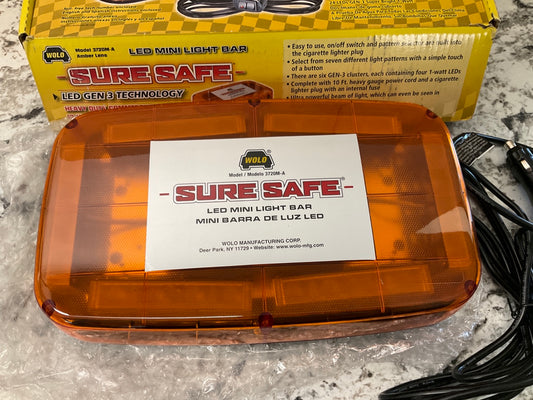 WOLO
Model 3720M-A
Amber Lens
LED MINI LIGHT BAR
SURE SAFE
LED GEN 3 TECHNOLOGY
• Easy to use, on/off switch and pattern selector are built into
the cigarette lighter plug
• Select from seven different light patterns with a simple touch
of a button
• There are six GEN-3 clusters, each containing four 1-watt LEDs
• Complete with 10 Ft. heavy gauge power cord and a cigarette
lighter plug with an internal fuse
• Ultra powerful beam of light, which can even be seen in
WOLO
Model / Modelo 3720M-A
SURE SAFE®
LED MINI LIGHT BAR
MINI BARRA DE LUZ LED
WOLO MANUFACTURING CORP.
Deer Park, NY 11729 • Website: www.wolo-mfg.com